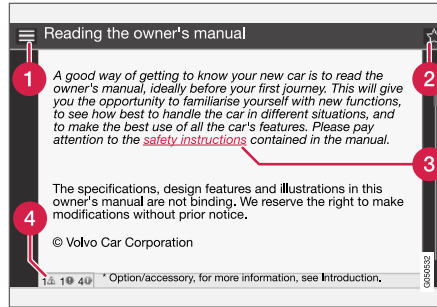 Reading the owner's manual
1
2
A good way of getting to know your new car is to read the
owner's manual, ideally before your first journey. This will give
you the opportunity to familiarise yourself with new functions,
to see how best to handle the car in different situations, and
to make the best use of all the car's features. Please pay
attention to the safety instructions contained in the manual.
3
The specifications, design features and illustrations in this
owner's manual are not binding. We reserve the right to make
modifications without prior notice.
4
© Volvo Car Corporation
1 1 4 * Option/accessory, for more information, see Introduction.
G050532